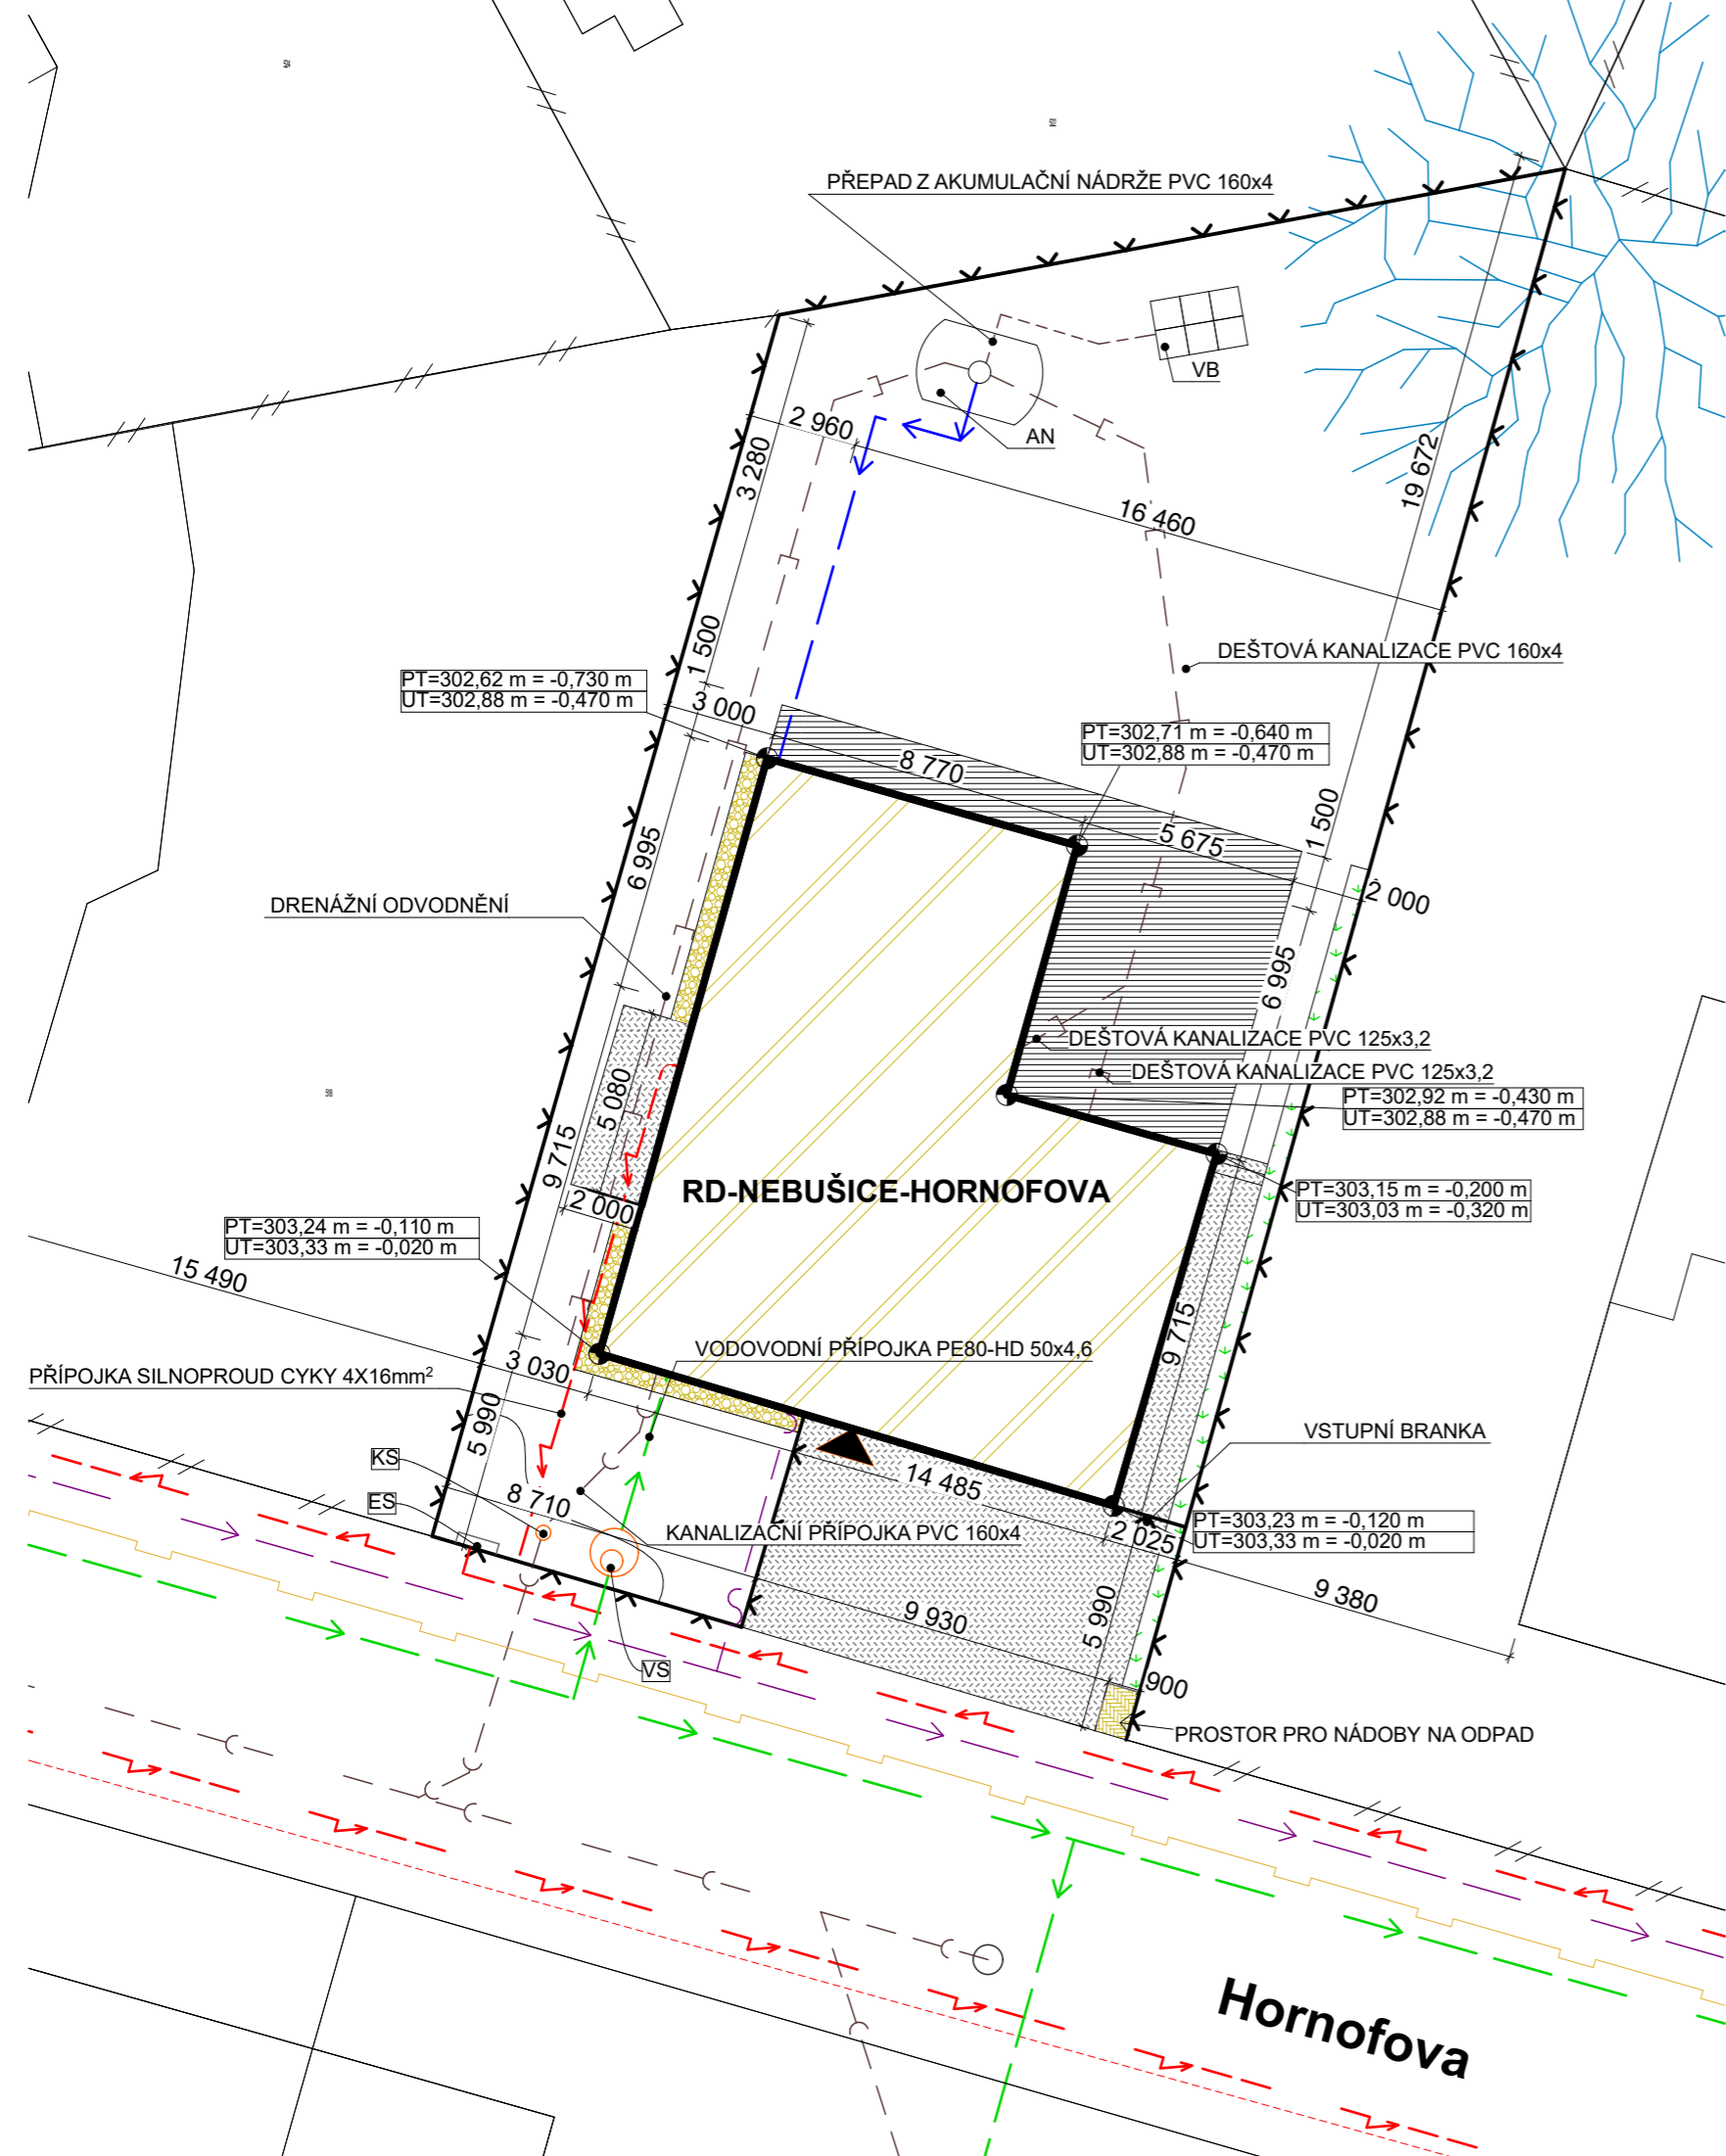 PŘEPAD Z AKUMULAČNÍ NÁDRŽE PVC 160x4
VB
AN
2 960
3 280
16 460
19 672
1 500
DEŠTOVÁ KANALIZACE PVC 160x4
PT=302,62 m = -0,730 m
UT=302,88 m = -0,470 m
3 000
PT=302,71 m = -0,640 m
UT=302,88 m = -0,470 m
8 770
1 500
5 675
6 995
2 000
DRENÁŽNÍ ODVODNĚNÍ
6 995
DEŠTOVÁ KANALIZACE PVC 125x3,2
DEŠTOVÁ KANALIZACE PVC 125x3,2
5 080
PT=302,92 m = -0,430 m
UT=302,88 m = -0,470 m
9 715
RD-NEBUŠICE-HORNOFOVA
2 000
PT=303,15 m = -0,200 m
UT=303,03 m = -0,320 m
PT=303,24 m = -0,110 m
UT=303,33 m = -0,020 m
15 490
9 715
VODOVODNÍ PŘÍPOJKA PE80-HD 50x4,6
3 030
PŘÍPOJKA SILNOPROUD CYKY 4X16mm²
5 990
VSTUPNÍ BRANKA
KS
14 485
ES
8 710
KANALIZAČNÍ PŘÍPOJKA PVC 160x4
2 025
PT=303,23 m = -0,120 m
UT=303,33 m = -0,020 m
9 380
9 930
5 990
VS
900
PROSTOR PRO NÁDOBY NA ODPAD
Hornofova